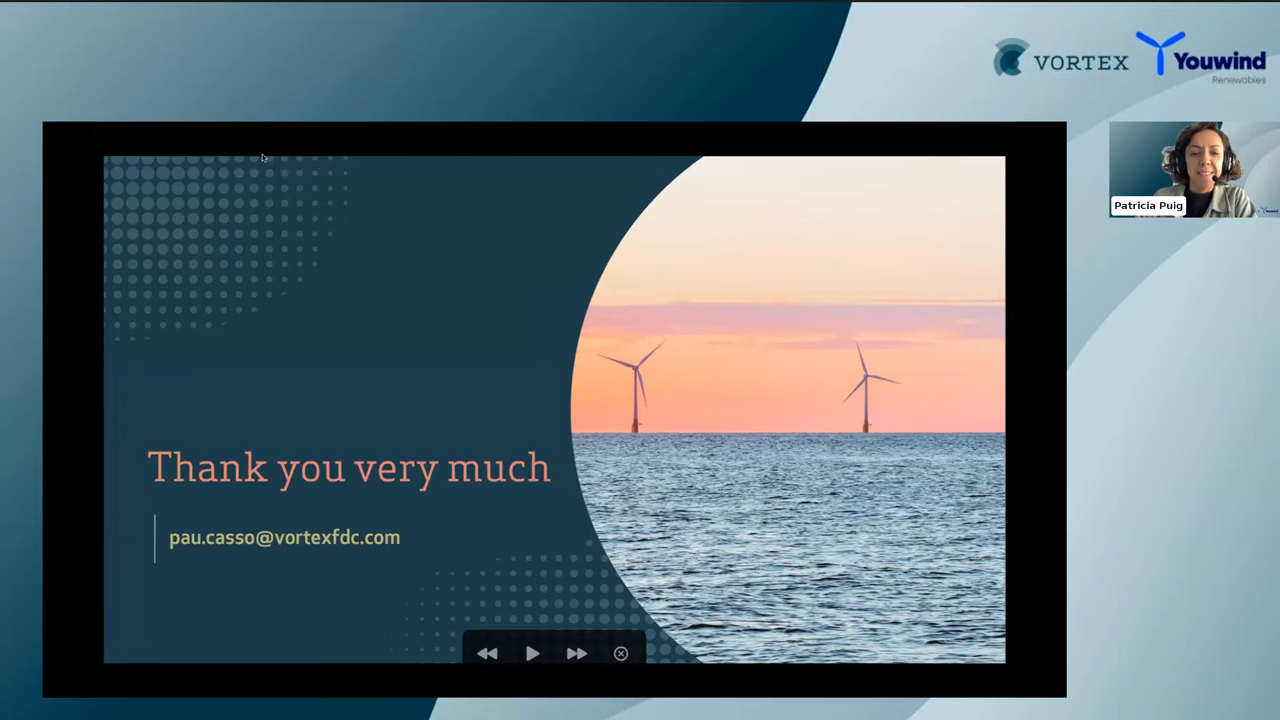 VORTEX
Youwind
Renewables
Patricia Puig
Thank you very much
pau.casso@vortexfdc.com